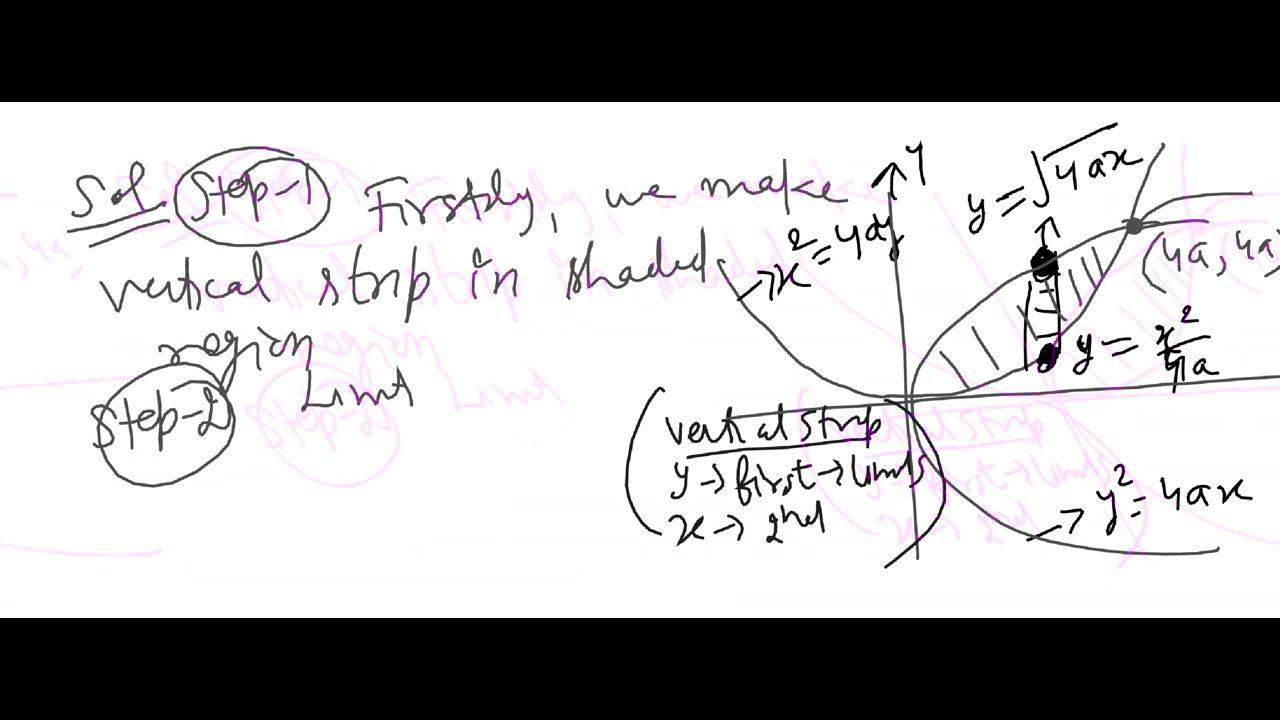 Sol. Step-1 Firstly, we make
vertical strip in shaded
region
Step-2 Limit
Y
x²=4ay
y=√4ax
(4a, 4a)
y=x²/4a
(vertical strip
y→first→limits
x→2nd)
→y²=4ax